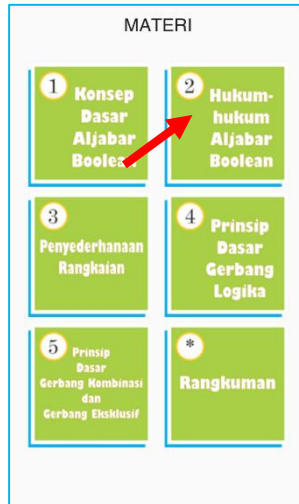 MATERI
1
Konsep
Dasar
Aljabar
Boolean
2
Hukum-
hukum
Aljabar
Boolean
3
Penyederhanaan
Rangkaian
4
Prinsip
Dasar
Gerbang
Logika
5
Prinsip
Dasar
Gerbang Kombinasi
dan
Gerbang Eksklusif
*
Rangkuman